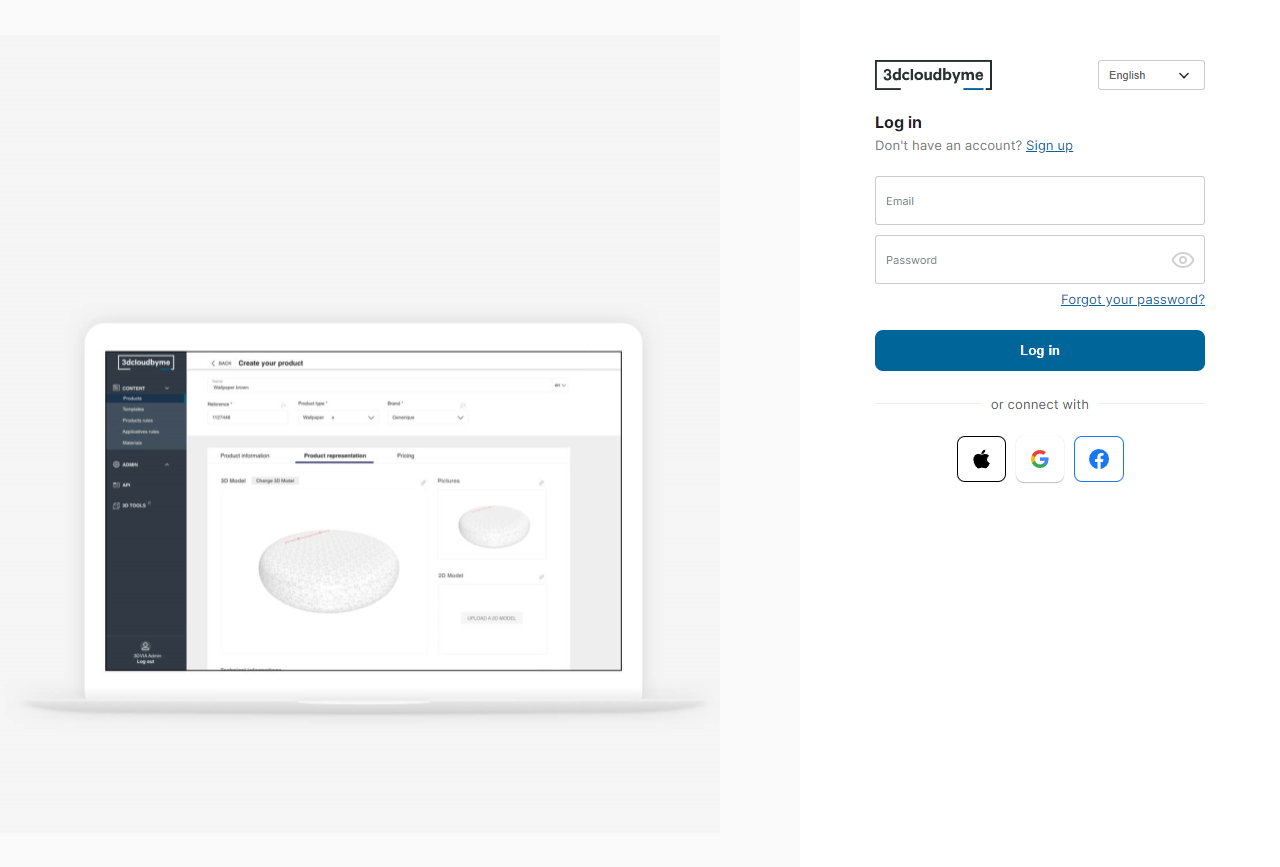 3dcloudbyme
English
Log in
Don't have an account? Sign up
Email
Password
Forgot your password?
Log in
or connect with
3dcloudbyme
CONTENT
Products
Templates
Products rules
Applicatives rules
Materials
ADMIN
API
3D TOOLS
3DVIA Admin
Log out
BACK Create your product
Name
Wallpaper brown
en
Reference *
Product type *
Brand *
1127448
Wallpaper
Generique
Product information
Product representation
Pricing
3D Model
Change 3D Model
Pictures
2D Model
UPLOAD A 2D MODEL